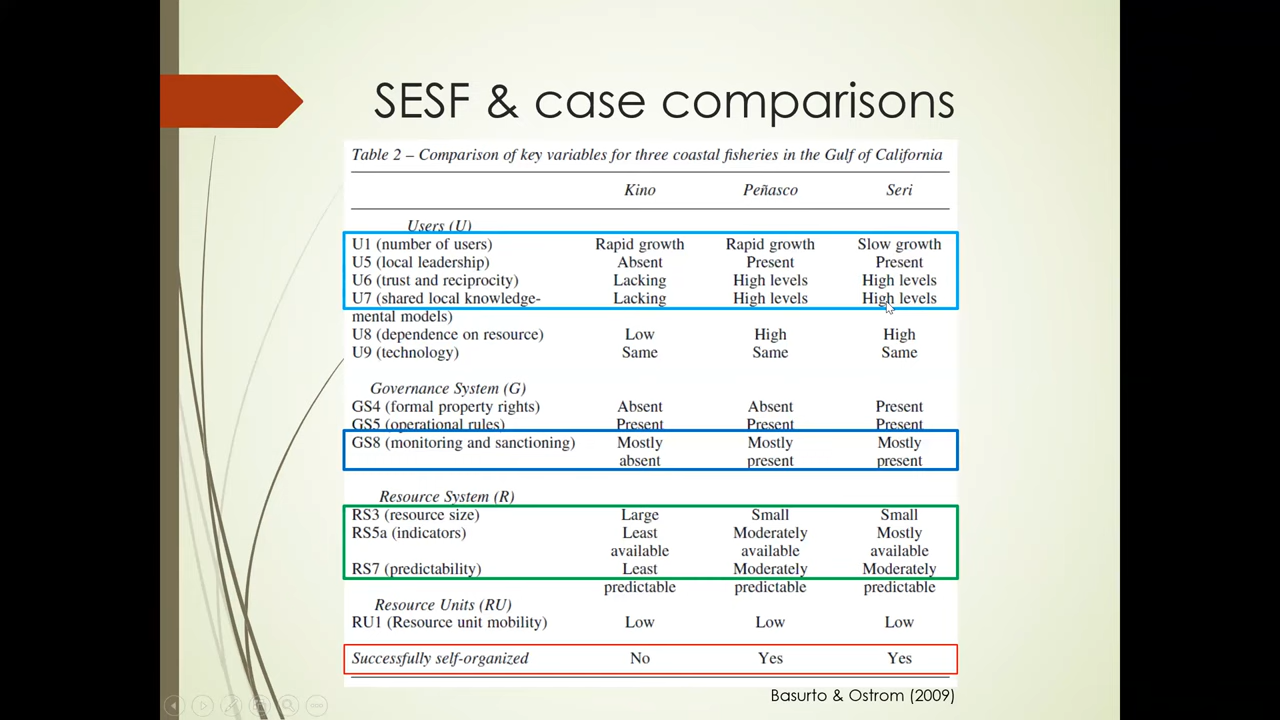 SESF & case comparisons
Table 2 – Comparison of key variables for three coastal fisheries in the Gulf of California
Kino Peñasco Seri
Users (U)
U1 (number of users) Rapid growth Rapid growth Slow growth
U5 (local leadership) Absent Present Present
U6 (trust and reciprocity) Lacking High levels High levels
U7 (shared local knowledge- Lacking High levels High levels
mental models)
U8 (dependence on resource) Low High High
U9 (technology) Same Same Same
Governance System (G)
GS4 (formal property rights) Absent Absent Present
GS5 (operational rules) Present Present Present
GS8 (monitoring and sanctioning) Mostly Mostly Mostly
absent present present
Resource System (R)
RS3 (resource size) Large Small Small
RS5a (indicators) Least Moderately Mostly
available available available
RS7 (predictability) Least Moderately Moderately
predictable predictable predictable
Resource Units (RU)
RU1 (Resource unit mobility) Low Low Low
Successfully self-organized No Yes Yes
Basurto & Ostrom (2009)